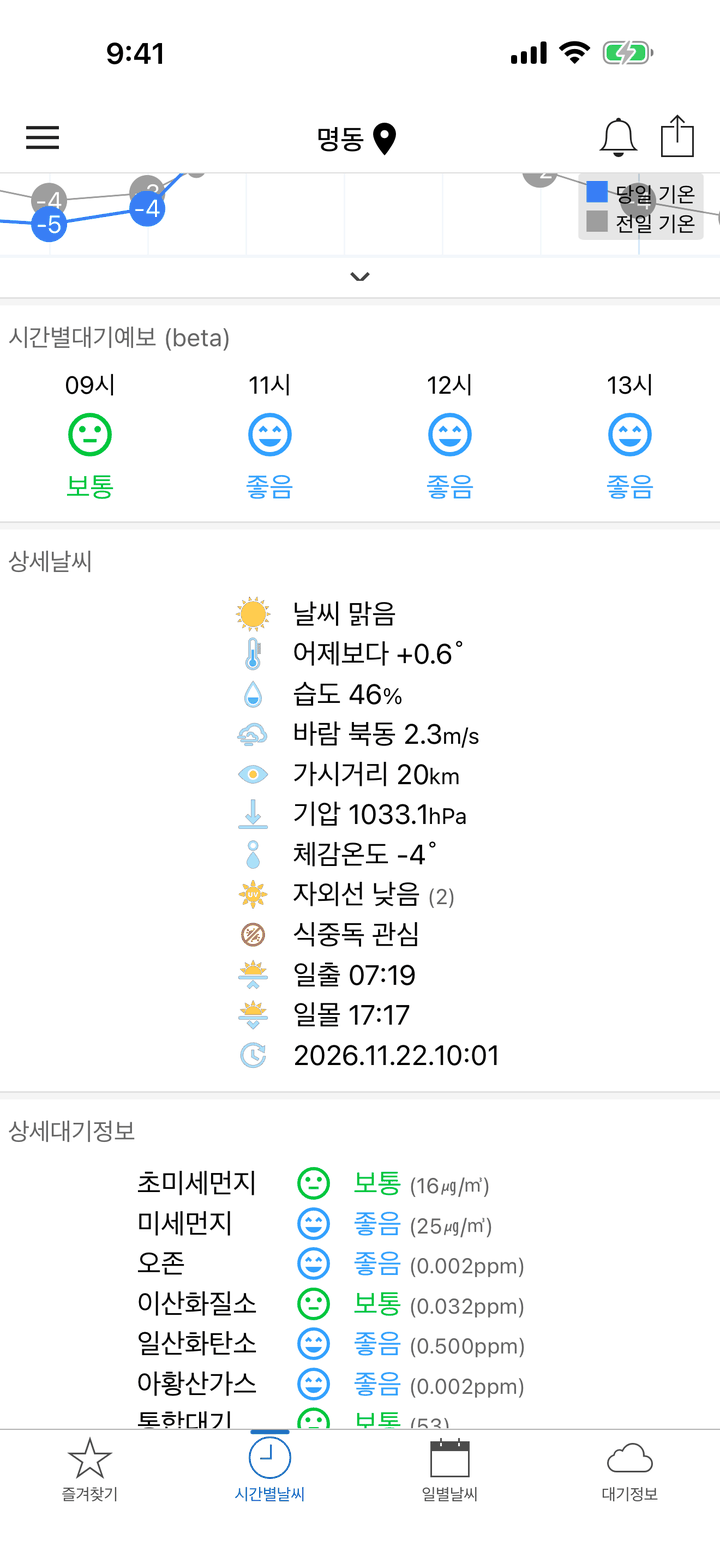 9:41
명동
-4
-5
-4
당일 기온
전일 기온
시간별대기예보 (beta)
09시 11시 12시 13시
보통 좋음 좋음 좋음
상세날씨
날씨 맑음
어제보다 +0.6˚
습도 46%
바람 북동 2.3m/s
가시거리 20km
기압 1033.1hPa
체감온도 -4˚
자외선 낮음 (2)
식중독 관심
일출 07:19
일몰 17:17
2026.11.22.10:01
상세대기정보
초미세먼지 보통 (16㎍/㎥)
미세먼지 좋음 (25㎍/㎥)
오존 좋음 (0.002ppm)
이산화질소 보통 (0.032ppm)
일산화탄소 좋음 (0.500ppm)
아황산가스 좋음 (0.002ppm)
통합대기 보통 (53)
즐겨찾기 시간별날씨 일별날씨 대기정보